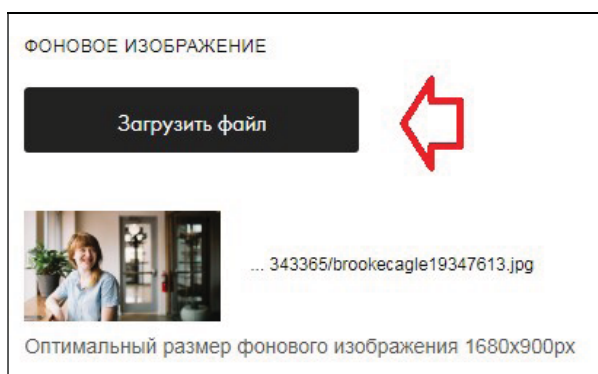 ФОНОВОЕ ИЗОБРАЖЕНИЕ
Загрузить файл
... 343365/brookecagle19347613.jpg
Оптимальный размер фонового изображения 1680x900px